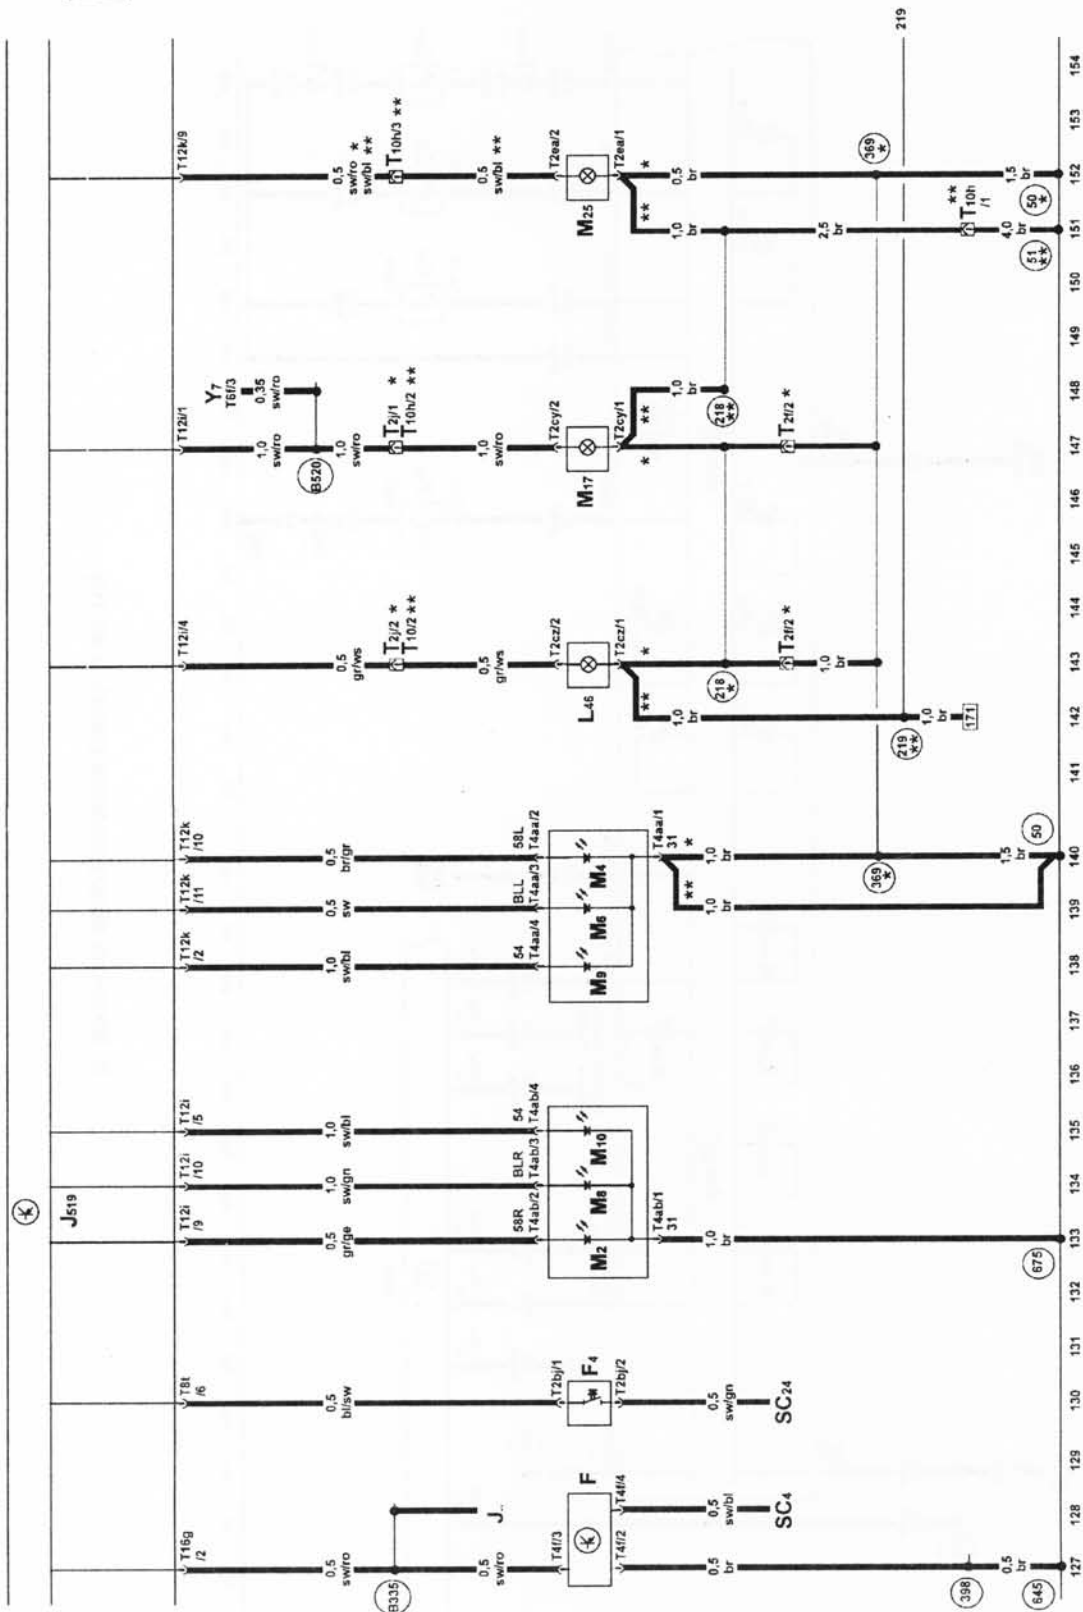 J519
T16g
/2
0,5
sw/ro
B335
0,5
sw/ro
J..
T4f/3
F
T4f/2
T4f/4
0,5
br
0,5
sw/bl
SC4
398
0,5
br
645
T8t
/6
0,5
bl/sw
T2bj/1
F4
T2bj/2
0,5
sw/gn
SC24
T12i
/9
T12i
/10
T12i
/5
0,5
gr/ge
1,0
sw/gn
1,0
sw/bl
58R
T4ab/2
BLR
T4ab/3
54
T4ab/4
M2
M8
M10
T4ab/1
31
1,0
br
675
T12k
/2
T12k
/11
T12k
/10
1,0
sw/bl
0,5
sw
0,5
br/gr
54
T4aa/4
BLL
T4aa/3
58L
T4aa/2
M9
M6
M4
T4aa/1
31
**
*
1,0
br
1,0
br
369
*
1,5
br
50
T12i/4
0,5
gr/ws
T2j/2 *
T10/2 **
0,5
gr/ws
T2cz/2
L46
T2cz/1
**
*
1,0
br
218
*
T2f/2 *
1,0
br
219
**
1,0
br
171
T12i/1
Y7
T6f/3
1,0
sw/ro
0,35
sw/ro
B520
1,0
sw/ro
T2j/1 *
T10h/2 **
1,0
sw/ro
T2cy/2
M17
T2cy/1
*
**
1,0
br
218
**
T2f/2 *
T12k/9
0,5
sw/ro *
sw/bl **
T10h/3 **
0,5
sw/bl **
T2ea/2
M25
T2ea/1
**
*
1,0
br
0,5
br
2,5
br
369
*
**
T10h
/1
4,0
br
1,5
br
51
**
50
*
219
127 128 129 130 131 132 133 134 135 136 137 138 139 140 141 142 143 144 145 146 147 148 149 150 151 152 153 154